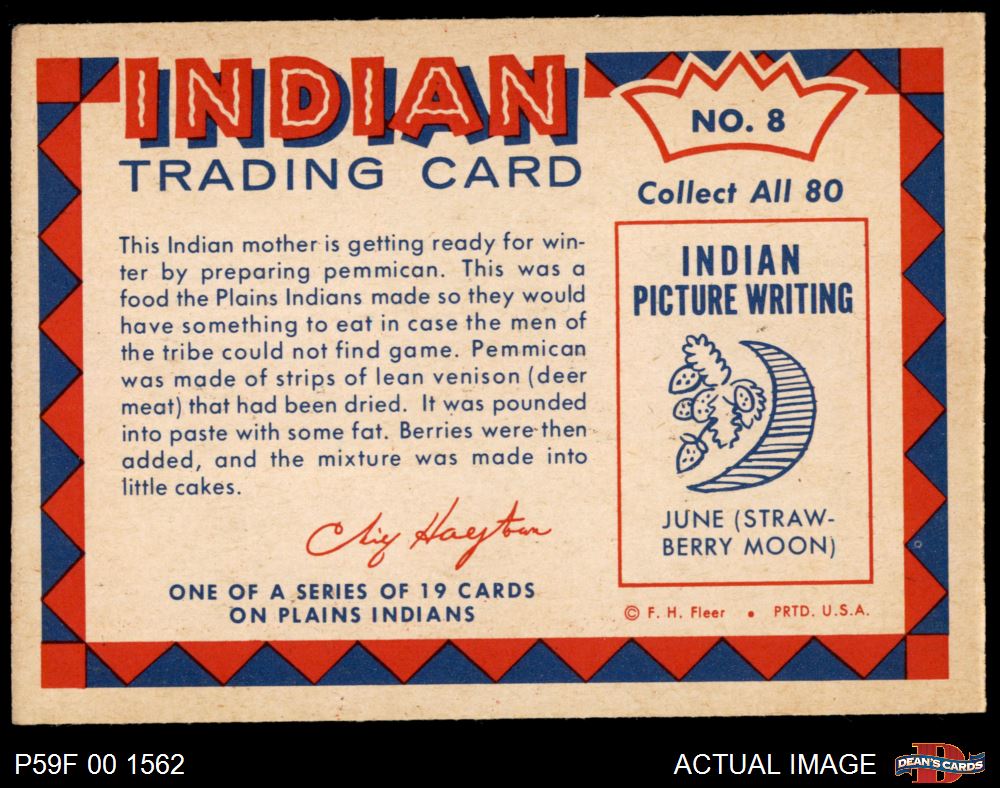 INDIAN
TRADING CARD
NO. 8
Collect All 80
This Indian mother is getting ready for win-
ter by preparing pemmican. This was a
food the Plains Indians made so they would
have something to eat in case the men of
the tribe could not find game. Pemmican
was made of strips of lean venison (deer
meat) that had been dried. It was pounded
into paste with some fat. Berries were then
added, and the mixture was made into
little cakes.
ONE OF A SERIES OF 19 CARDS
ON PLAINS INDIANS
INDIAN
PICTURE WRITING
JUNE (STRAW-
BERRY MOON)
© F. H. Fleer • PRTD. U.S.A.
P59F 00 1562
ACTUAL IMAGE
DEAN'S CARDS